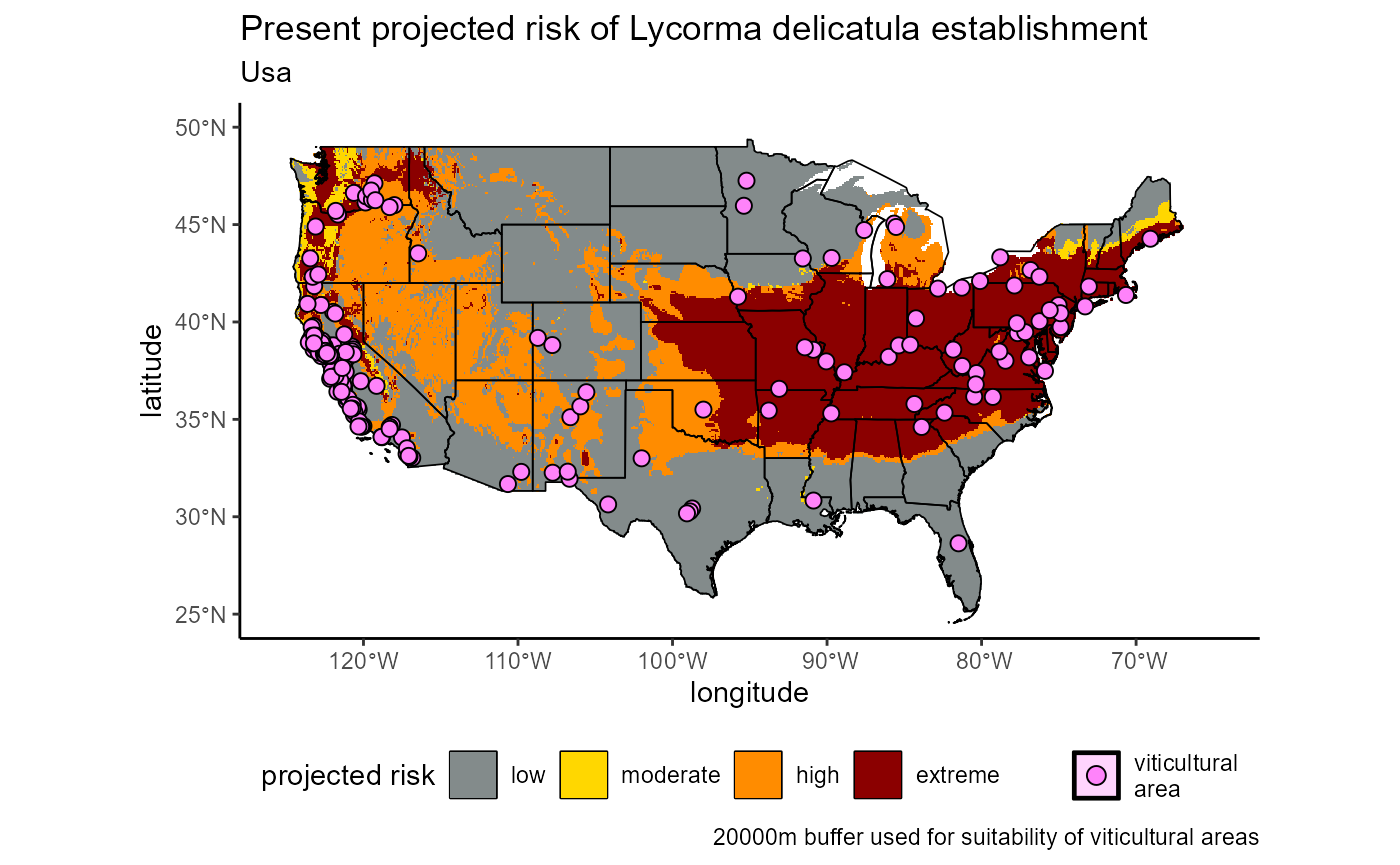 Present projected risk of Lycorma delicatula establishment
Usa
50°N
45°N
40°N
35°N
30°N
25°N
latitude
120°W 110°W 100°W 90°W 80°W 70°W
longitude
projected risk low moderate high extreme viticultural
area
20000m buffer used for suitability of viticultural areas